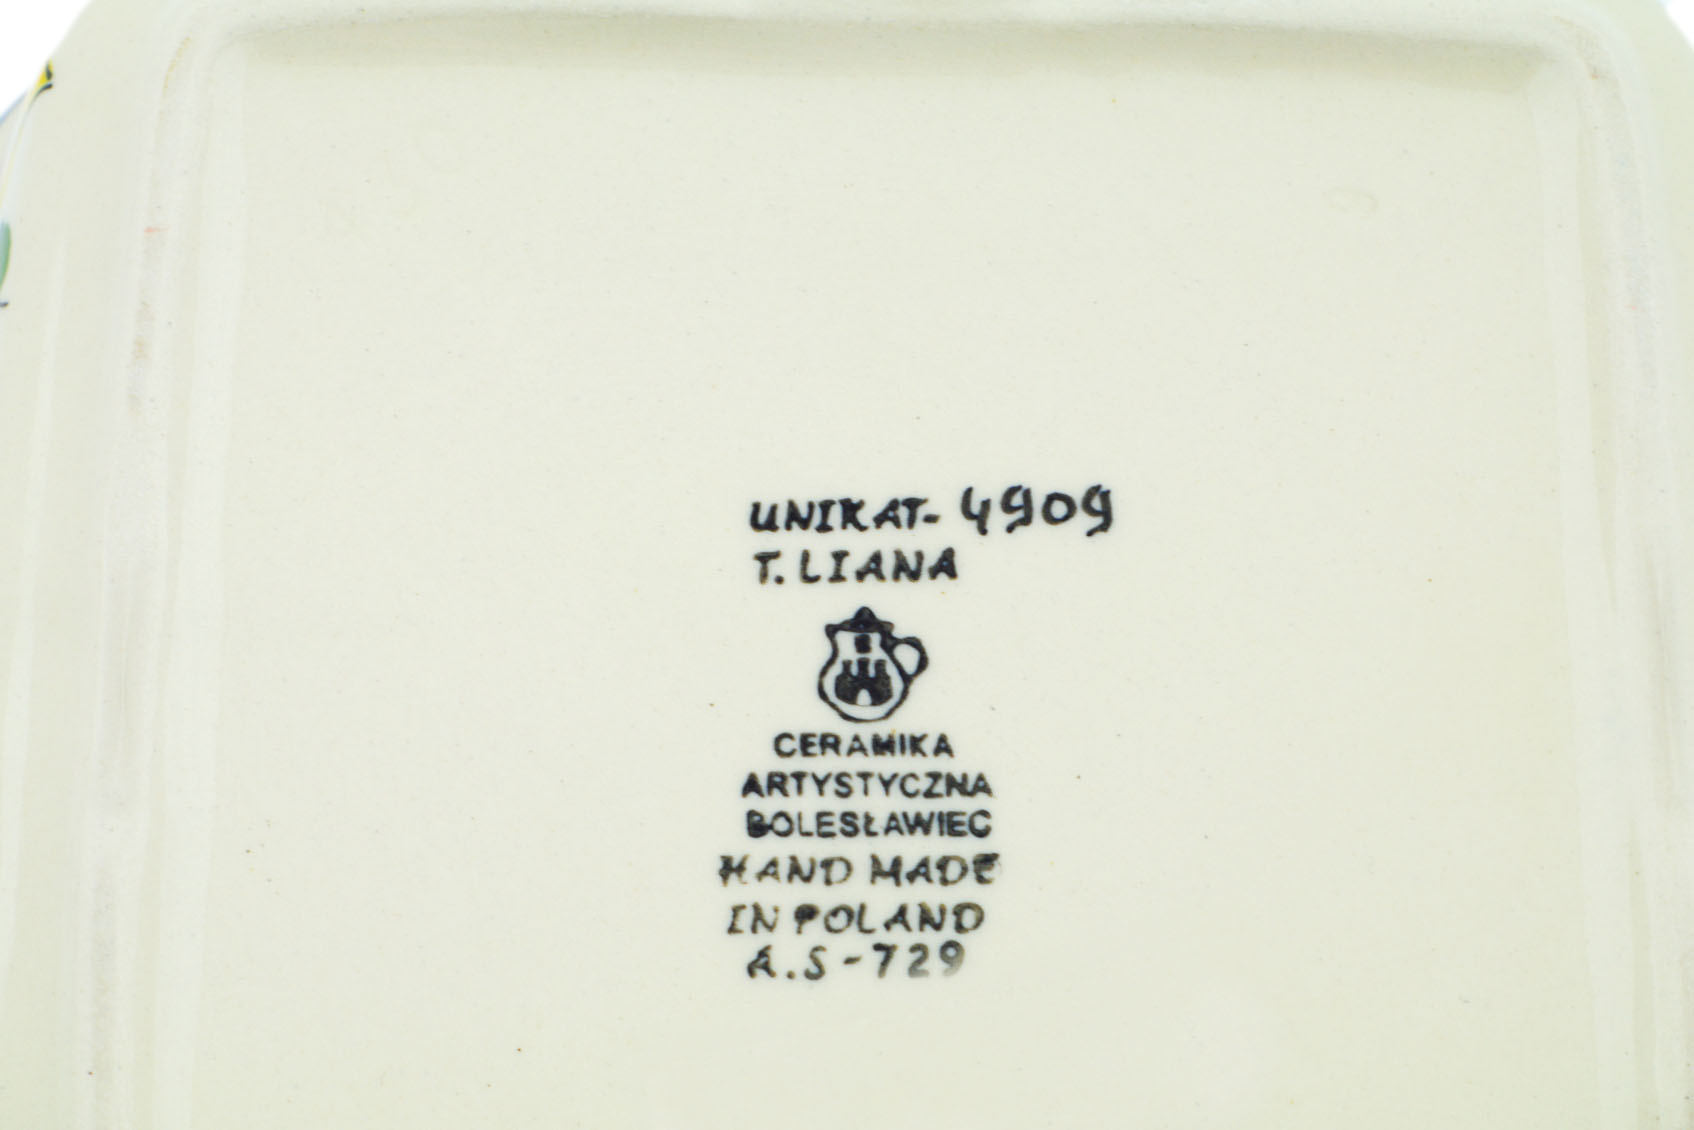 UNIKAT- 4909
T. LIANA
CERAMIKA
ARTYSTYCZNA
BOLESŁAWIEC
HAND MADE
IN POLAND
A.S-729